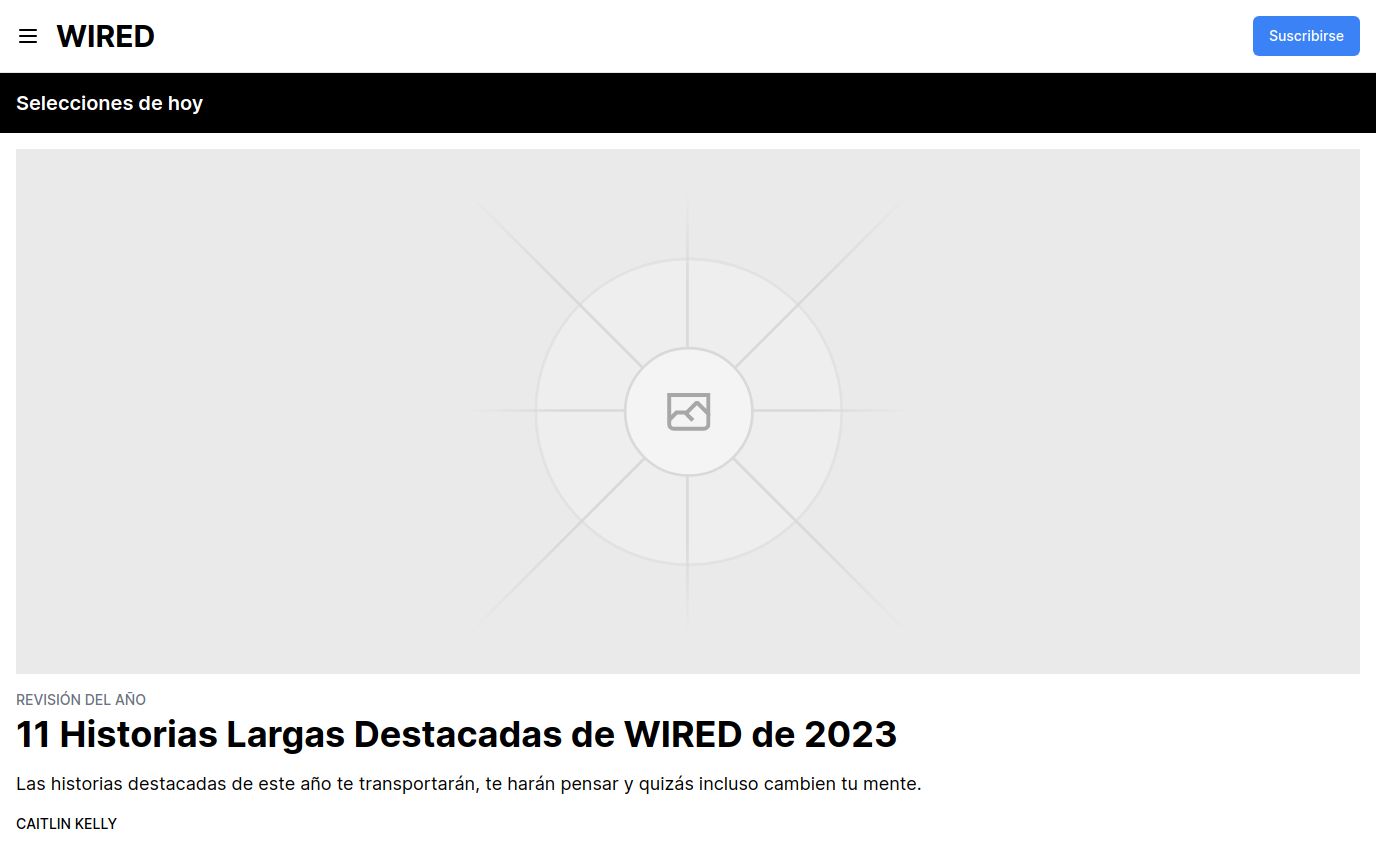 WIRED
Suscribirse
Selecciones de hoy
REVISIÓN DEL AÑO
11 Historias Largas Destacadas de WIRED de 2023
Las historias destacadas de este año te transportarán, te harán pensar y quizás incluso cambien tu mente.
CAITLIN KELLY